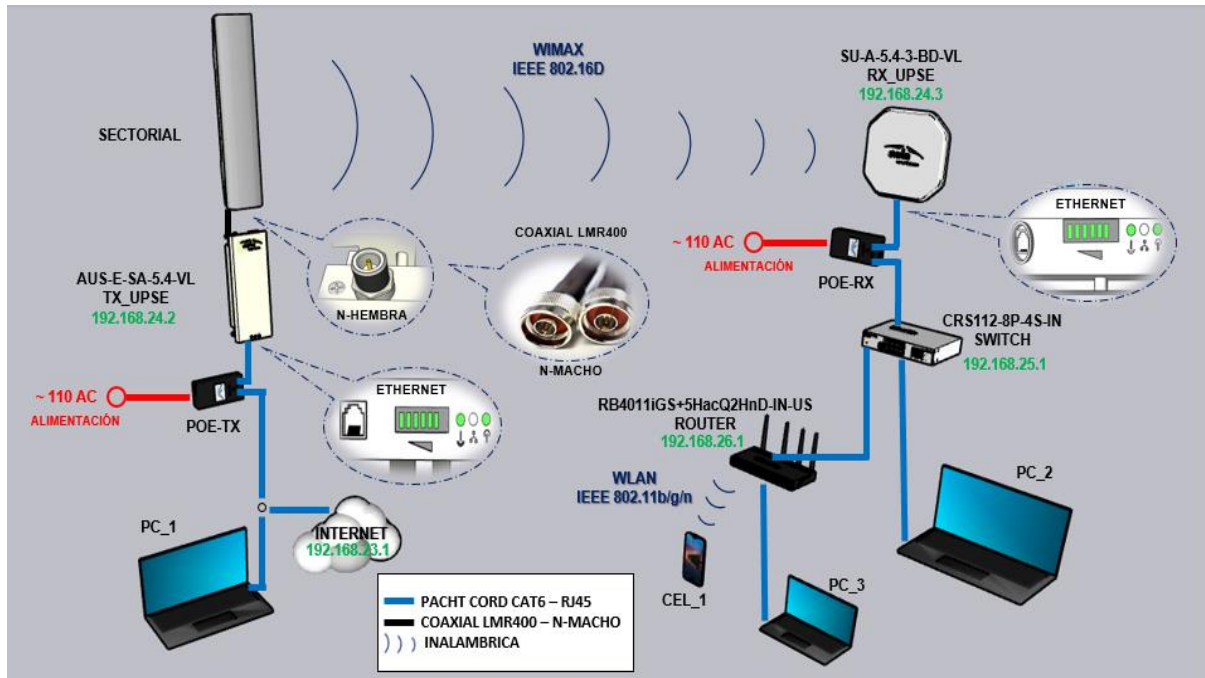 WIMAX
IEEE 802.16D
SECTORIAL
SU-A-5.4-3-BD-VL
RX_UPSE
192.168.24.3
ETHERNET
~ 110 AC
ALIMENTACIÓN
POE-RX
COAXIAL LMR400
N-HEMBRA
N-MACHO
AUS-E-SA-5.4-VL
TX_UPSE
192.168.24.2
CRS112-8P-4S-IN
SWITCH
192.168.25.1
~ 110 AC
ALIMENTACIÓN
POE-TX
ETHERNET
RB4011iGS+5HacQ2HnD-IN-US
ROUTER
192.168.26.1
WLAN
IEEE 802.11b/g/n
PC_1
INTERNET
192.168.23.1
PC_2
CEL_1
PC_3
PACHT CORD CAT6 – RJ45
COAXIAL LMR400 – N-MACHO
INALAMBRICA